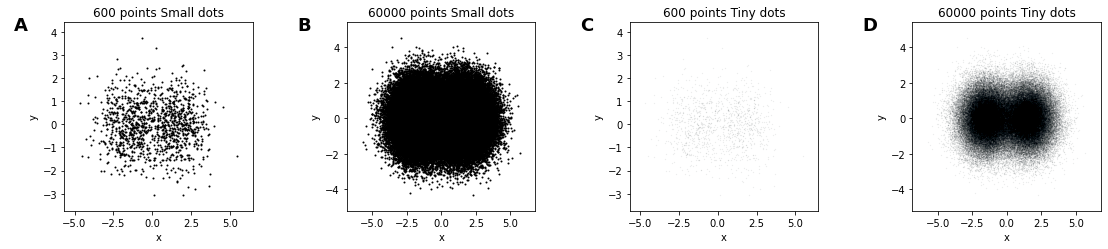 A
600 points Small dots
4
3
2
1
0
−1
−2
−3
y
−5.0 −2.5 0.0 2.5 5.0
x
B
60000 points Small dots
4
2
0
−2
−4
y
−5.0 −2.5 0.0 2.5 5.0
x
C
600 points Tiny dots
4
3
2
1
0
−1
−2
−3
y
−5.0 −2.5 0.0 2.5 5.0
x
D
60000 points Tiny dots
4
2
0
−2
−4
y
−5.0 −2.5 0.0 2.5 5.0
x